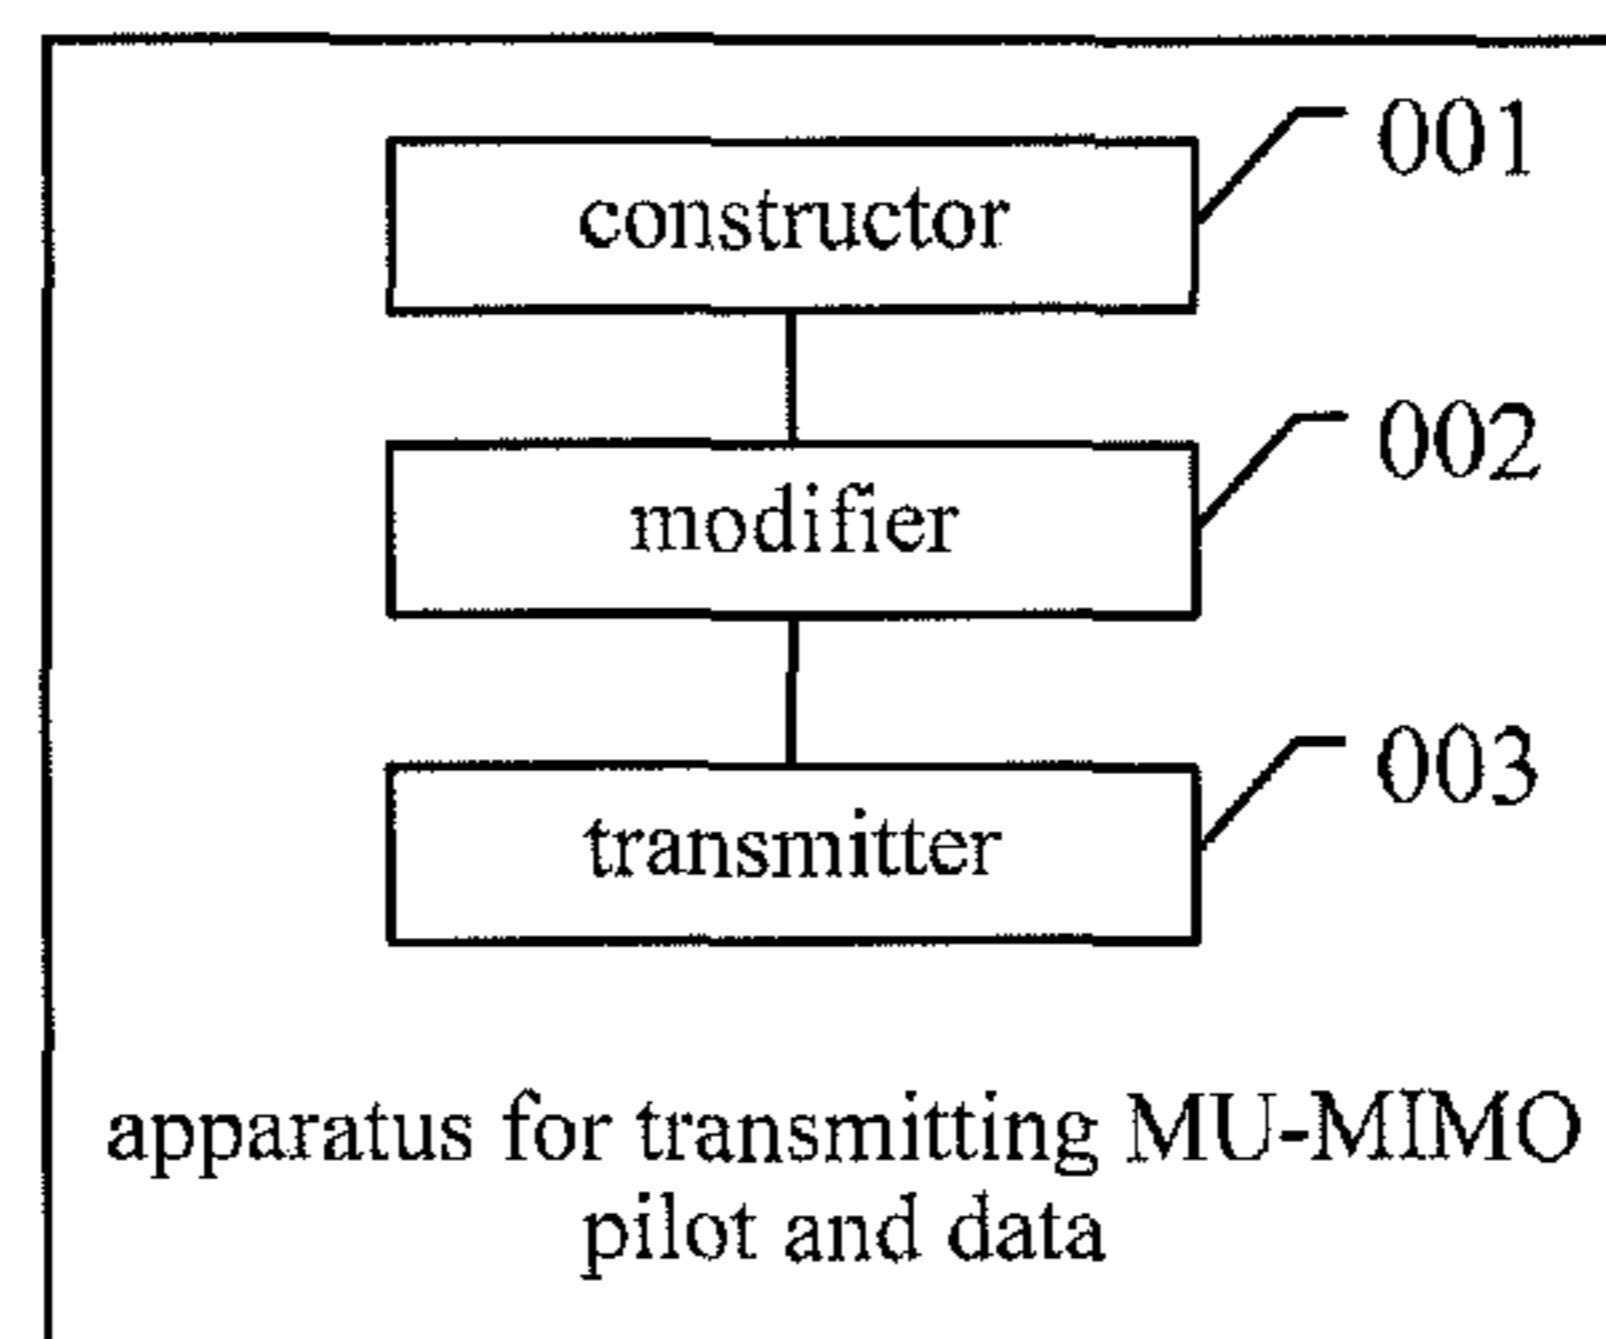 001
constructor
002
modifier
003
transmitter
apparatus for transmitting MU-MIMO
pilot and data